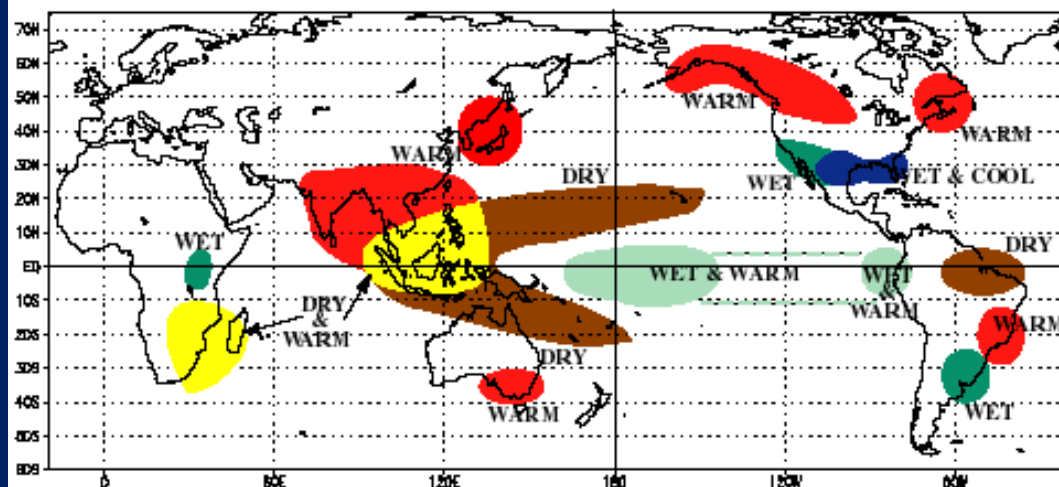 70N
60N
50N
40N
30N
20N
10N
EQ
10S
20S
30S
40S
50S
60S
0
60E
120E
180
120W
60W
WARM
WARM
WARM
DRY
WET
WET & COOL
WET
DRY
WET & WARM
WET
&
WARM
DRY
&
WARM
WARM
DRY
WARM
WET